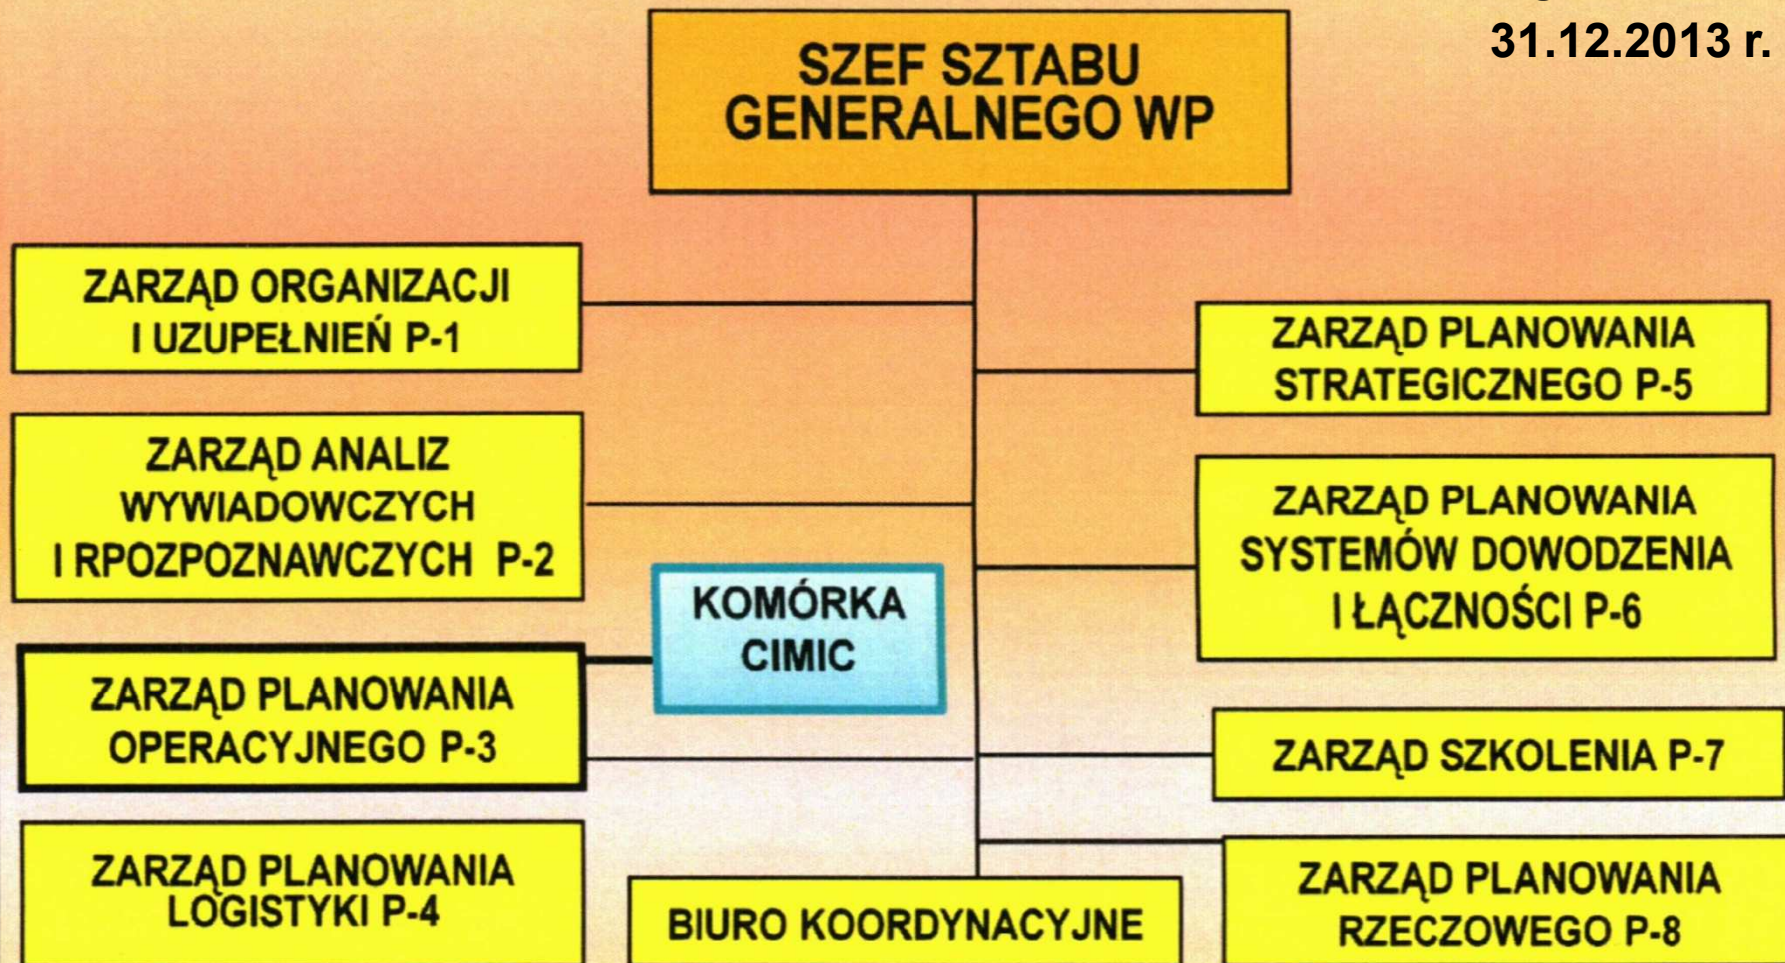 31.12.2013 r.
SZEF SZTABU
GENERALNEGO WP
ZARZĄD ORGANIZACJI
I UZUPEŁNIEŃ P-1
ZARZĄD ANALIZ
WYWIADOWCZYCH
I RPOZPOZNAWCZYCH P-2
ZARZĄD PLANOWANIA
OPERACYJNEGO P-3
ZARZĄD PLANOWANIA
LOGISTYKI P-4
KOMÓRKA
CIMIC
BIURO KOORDYNACYJNE
ZARZĄD PLANOWANIA
STRATEGICZNEGO P-5
ZARZĄD PLANOWANIA
SYSTEMÓW DOWODZENIA
I ŁĄCZNOŚCI P-6
ZARZĄD SZKOLENIA P-7
ZARZĄD PLANOWANIA
RZECZOWEGO P-8